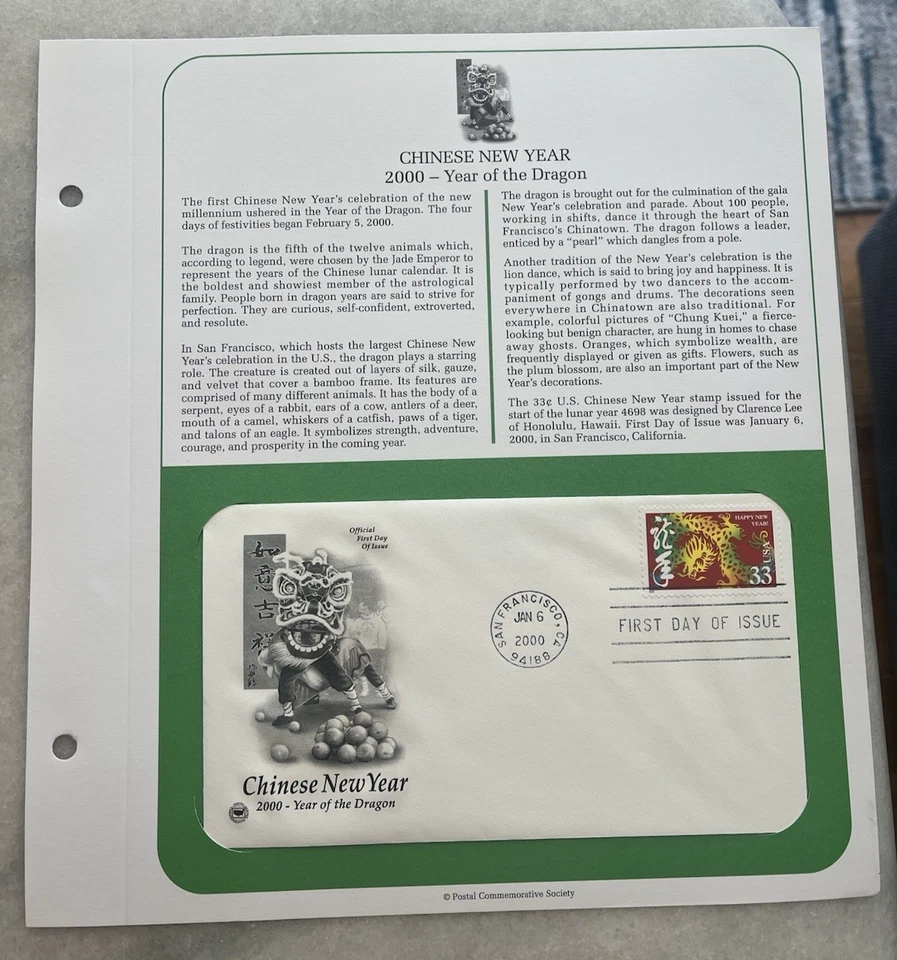 CHINESE NEW YEAR
2000 – Year of the Dragon
The first Chinese New Year's celebration of the new
millennium ushered in the Year of the Dragon. The four
days of festivities began February 5, 2000.
The dragon is the fifth of the twelve animals which,
according to legend, were chosen by the Jade Emperor to
represent the years of the Chinese lunar calendar. It is
the boldest and showiest member of the astrological
family. People born in dragon years are said to strive for
perfection. They are curious, self-confident, extroverted,
and resolute.
In San Francisco, which hosts the largest Chinese New
Year's celebration in the U.S., the dragon plays a starring
role. The creature is created out of layers of silk, gauze,
and velvet that cover a bamboo frame. Its features are
comprised of many different animals. It has the body of a
serpent, eyes of a rabbit, ears of a cow, antlers of a deer,
mouth of a camel, whiskers of a catfish, paws of a tiger,
and talons of an eagle. It symbolizes strength, adventure,
courage, and prosperity in the coming year.
The dragon is brought out for the culmination of the gala
New Year's celebration and parade. About 100 people,
working in shifts, dance it through the heart of San
Francisco's Chinatown. The dragon follows a leader,
enticed by a "pearl" which dangles from a pole.
Another tradition of the New Year's celebration is the
lion dance, which is said to bring joy and happiness. It is
typically performed by two dancers to the accom-
paniment of gongs and drums. The decorations seen
everywhere in Chinatown are also traditional. For
example, colorful pictures of "Chung Kuei," a fierce-
looking but benign character, are hung in homes to chase
away ghosts. Oranges, which symbolize wealth, are
frequently displayed or given as gifts. Flowers, such as
the plum blossom, are also an important part of the New
Year's decorations.
The 33¢ U.S. Chinese New Year stamp issued for the
start of the lunar year 4698 was designed by Clarence Lee
of Honolulu, Hawaii. First Day of Issue was January 6,
2000, in San Francisco, California.
Official
First Day
Of Issue
如意吉祥
Chinese New Year
2000 - Year of the Dragon
SAN FRANCISCO, CA
JAN 6
2000
94188
HAPPY NEW
YEAR!
龍年
USA
33
FIRST DAY OF ISSUE
© Postal Commemorative Society